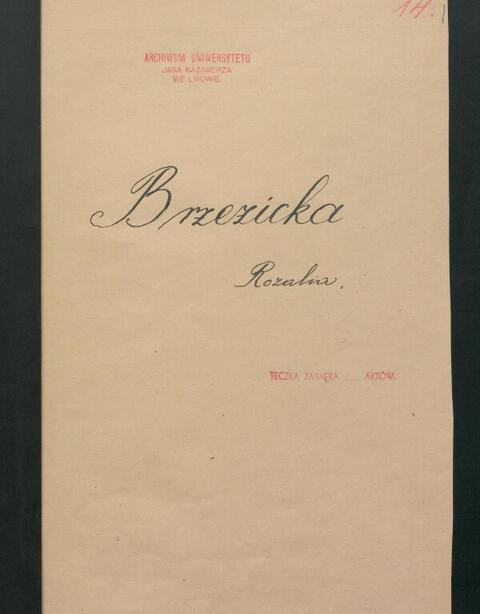 14.
ARCHIWUM UNIWERSYTETU
JANA KAZIMIERZA
WE LWOWIE.
Brzezicka
Rozalia.
TECZKA ZAWIERA ___ AKTÓW.